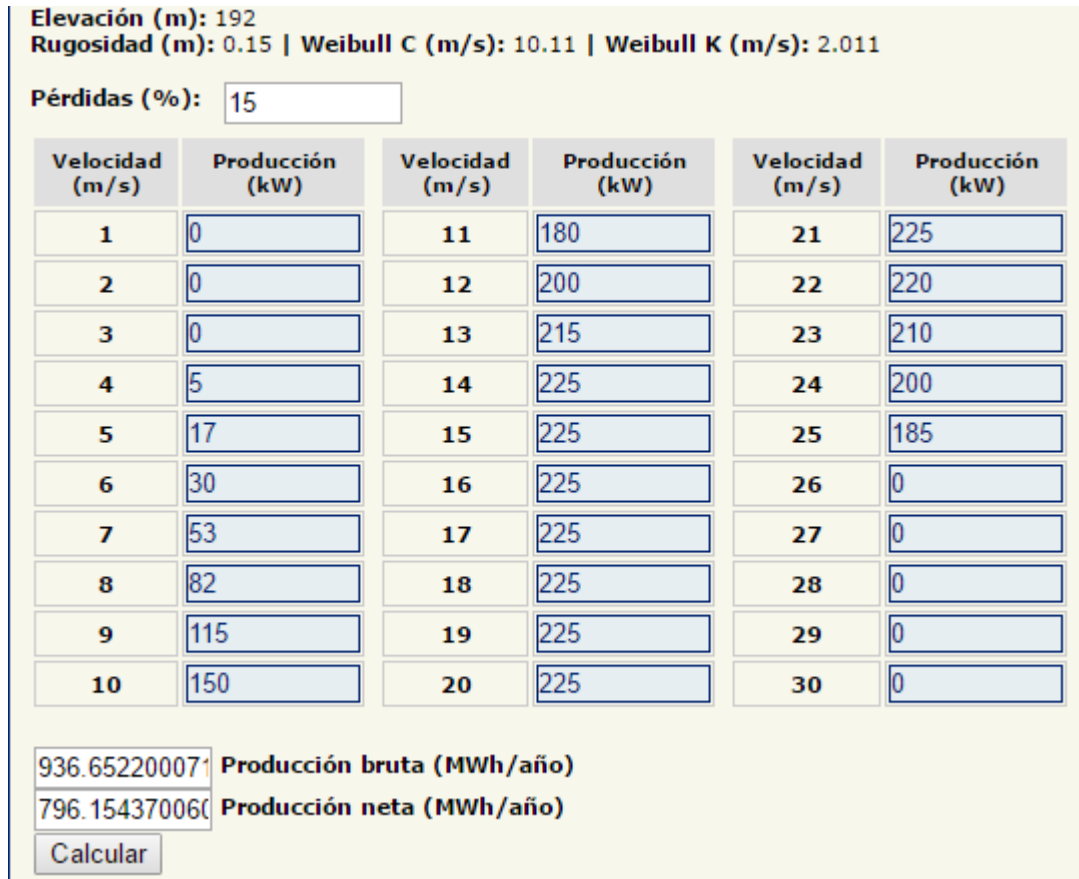 Elevación (m): 192
Rugosidad (m): 0.15 | Weibull C (m/s): 10.11 | Weibull K (m/s): 2.011
Pérdidas (%): 15
Velocidad (m/s) Producción (kW) Velocidad (m/s) Producción (kW) Velocidad (m/s) Producción (kW)
1 0 11 180 21 225
2 0 12 200 22 220
3 0 13 215 23 210
4 5 14 225 24 200
5 17 15 225 25 185
6 30 16 225 26 0
7 53 17 225 27 0
8 82 18 225 28 0
9 115 19 225 29 0
10 150 20 225 30 0
936.652200071 Producción bruta (MWh/año)
796.154370060 Producción neta (MWh/año)
Calcular